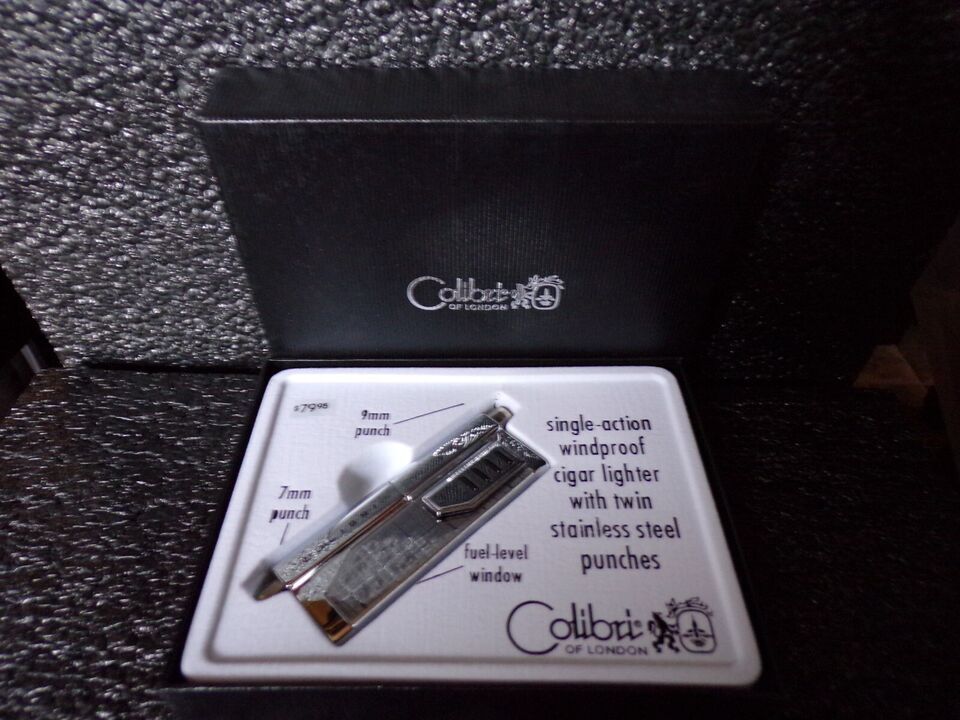 Colibri
OF LONDON
$79.98
9mm
punch
7mm
punch
fuel-level
window
single-action
windproof
cigar lighter
with twin
stainless steel
punches
Colibri®
OF LONDON